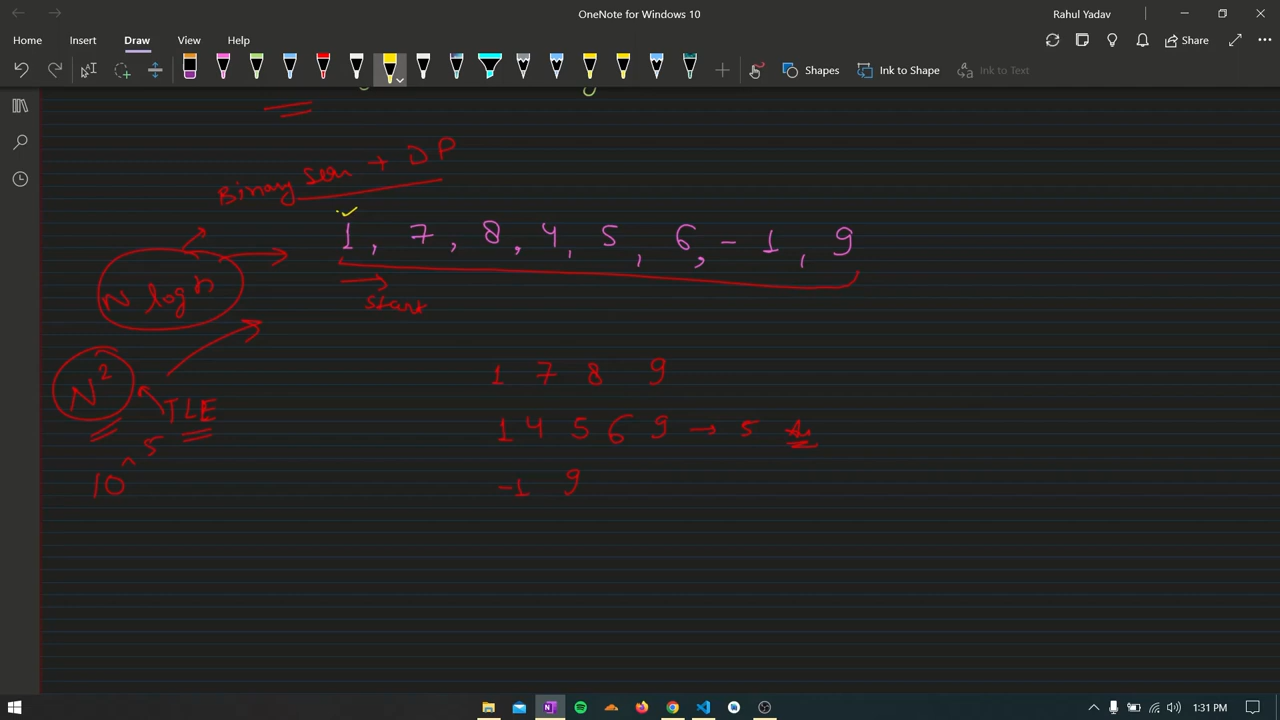 OneNote for Windows 10
Rahul Yadav
Home Insert Draw View Help
Share
Shapes
Ink to Shape
Ink to Text
Binary Sear + DP
1, 7, 8, 4, 5, 6, -1, 9
N log n
Start
N^2
TLE
10^5
1 7 8 9
1 4 5 6 9 → 5
-1 9
1:31 PM